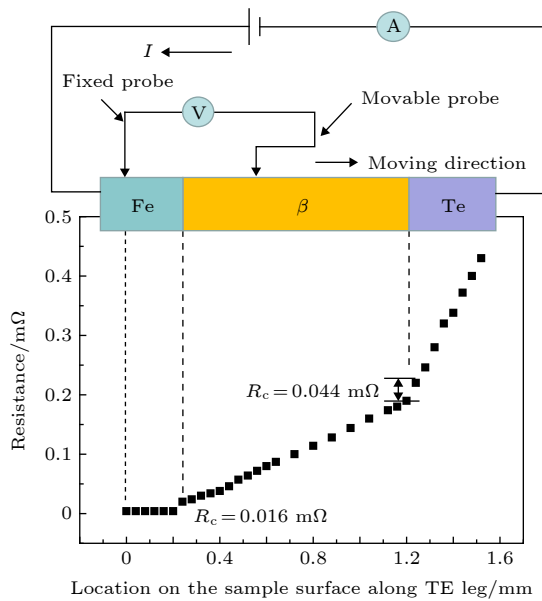 A
I
Fixed probe
V
Movable probe
Moving direction
Fe
β
Te
0.5
0.4
0.3
0.2
0.1
0
Resistance/mΩ
R_c = 0.044 mΩ
R_c = 0.016 mΩ
0 0.4 0.8 1.2 1.6
Location on the sample surface along TE leg/mm